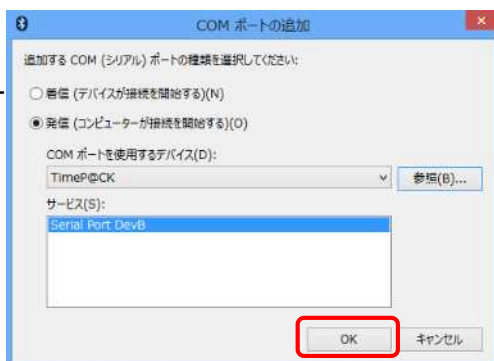 COM ポートの追加
追加する COM (シリアル) ポートの種類を選択してください:
着信 (デバイスが接続を開始する)(N)
発信 (コンピューターが接続を開始する)(O)
COM ポートを使用するデバイス(D):
TimeP@CK
参照(B)...
サービス(S):
Serial Port DevB
OK
キャンセル